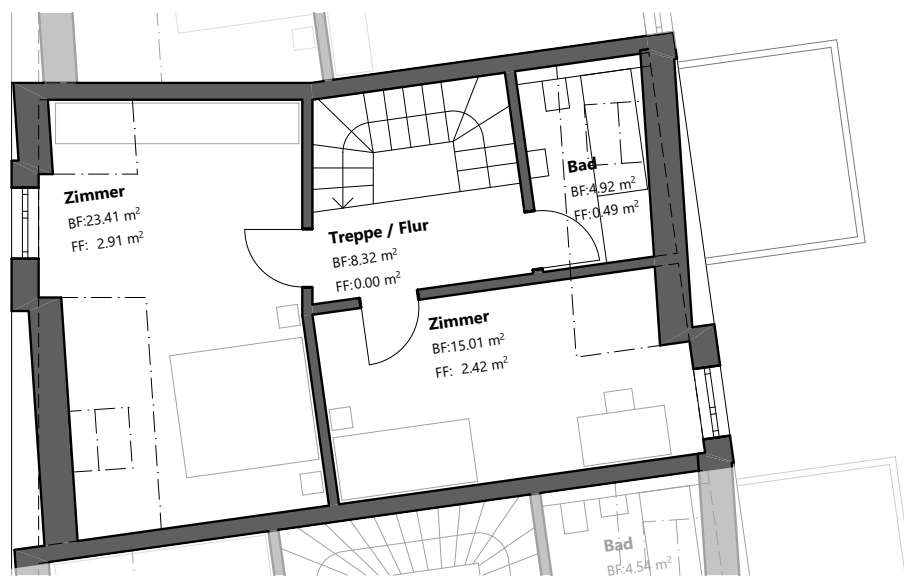 Zimmer
BF:23.41 m²
FF: 2.91 m²
Treppe / Flur
BF:8.32 m²
FF:0.00 m²
Bad
BF:4.92 m²
FF:0.49 m²
Zimmer
BF:15.01 m²
FF: 2.42 m²
Bad
BF:4.54 m²